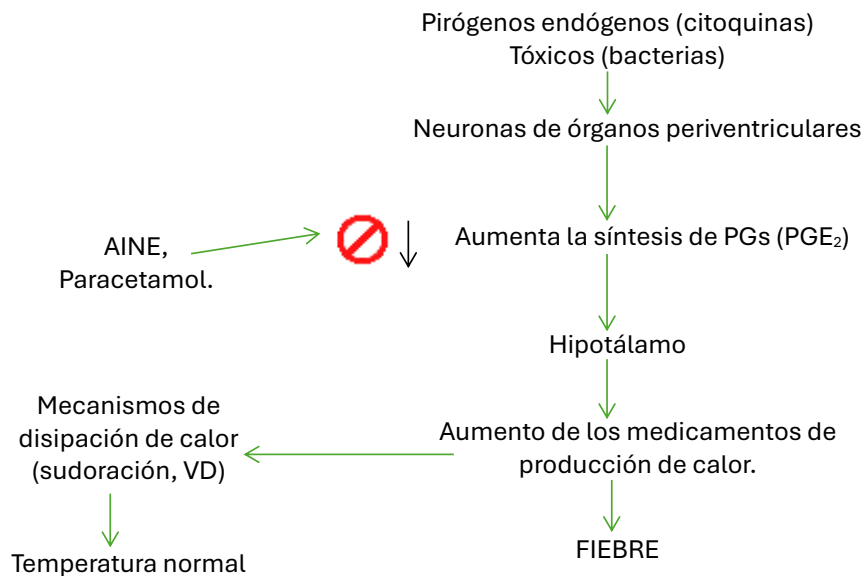 Pirógenos endógenos (citoquinas)
Tóxicos (bacterias)
Neuronas de órganos periventriculares
Aumenta la síntesis de PGs (PGE₂)
AINE,
Paracetamol.
Hipotálamo
Aumento de los medicamentos de
producción de calor.
Mecanismos de
disipación de calor
(sudoración, VD)
FIEBRE
Temperatura normal